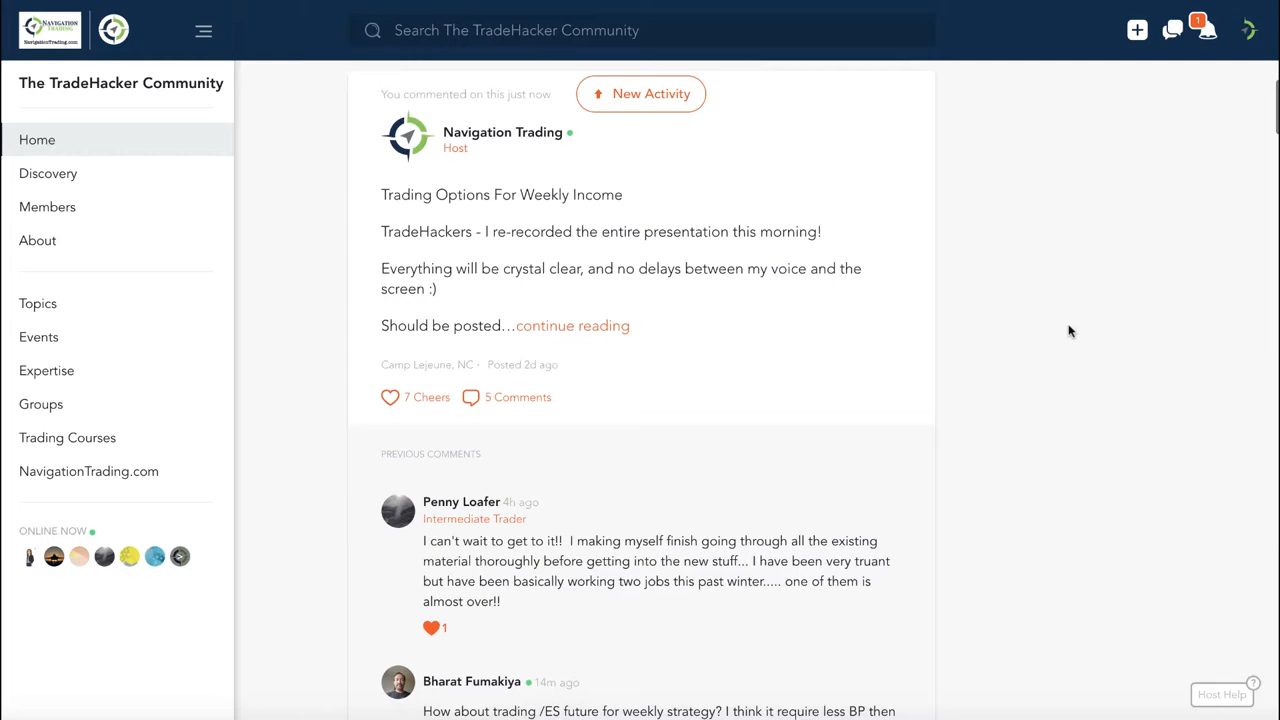 NAVIGATION
TRADING
NavigationTrading.com
Search The TradeHacker Community
1
The TradeHacker Community
Home
Discovery
Members
About
Topics
Events
Expertise
Groups
Trading Courses
NavigationTrading.com
ONLINE NOW
You commented on this just now
New Activity
Navigation Trading
Host
Trading Options For Weekly Income
TradeHackers - I re-recorded the entire presentation this morning!
Everything will be crystal clear, and no delays between my voice and the
screen :)
Should be posted…continue reading
Camp Lejeune, NC · Posted 2d ago
7 Cheers 5 Comments
PREVIOUS COMMENTS
Penny Loafer 4h ago
Intermediate Trader
I can't wait to get to it!! I making myself finish going through all the existing
material thoroughly before getting into the new stuff... I have been very truant
but have been basically working two jobs this past winter..... one of them is
almost over!!
1
Bharat Fumakiya 14m ago
How about trading /ES future for weekly strategy? I think it require less BP then
Host Help
?